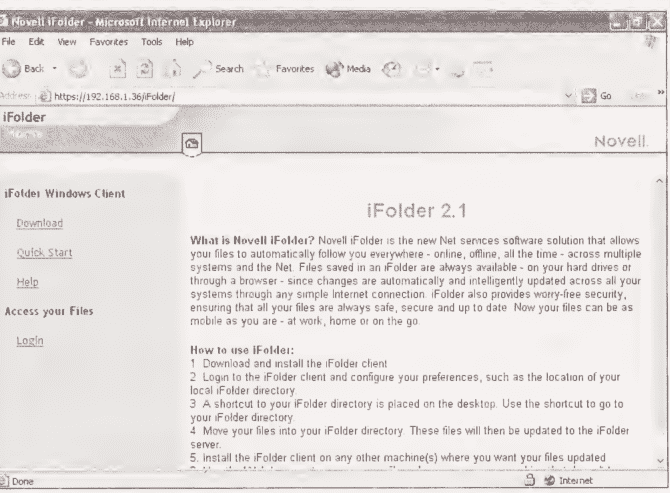 Novell iFolder - Microsoft Internet Explorer
File Edit View Favorites Tools Help
Back Search Favorites Media
Address https://192.168.1.36/iFolder/ Go
iFolder
Novell.
iFolder Windows Client
Download
Quick Start
Help
Access your Files
Login
iFolder 2.1
What is Novell iFolder? Novell iFolder is the new Net services software solution that allows
your files to automatically follow you everywhere - online, offline, all the time - across multiple
systems and the Net. Files saved in an iFolder are always available - on your hard drives or
through a browser - since changes are automatically and intelligently updated across all your
systems through any simple Internet connection. iFolder also provides worry-free security,
ensuring that all your files are always safe, secure and up to date. Now your files can be as
mobile as you are - at work, home or on the go.
How to use iFolder:
1 Download and install the iFolder client
2 Login to the iFolder client and configure your preferences, such as the location of your
local iFolder directory.
3 A shortcut to your iFolder directory is placed on the desktop. Use the shortcut to go to
your iFolder directory.
4 Move your files into your iFolder directory. These files will then be updated to the iFolder
server.
5. Install the iFolder client on any other machine(s) where you want your files updated
Done Internet